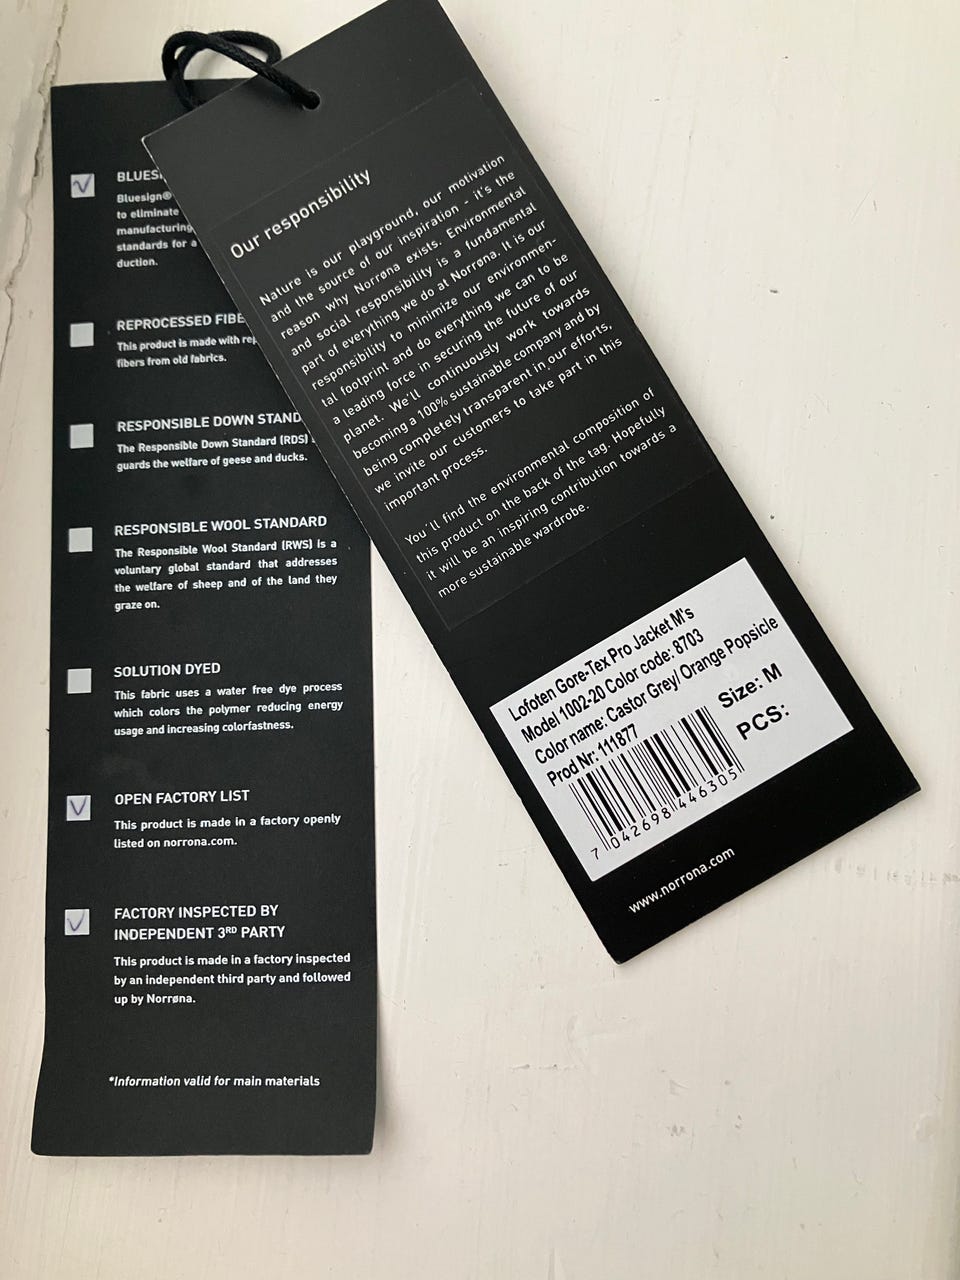 Bluesign®
to eliminate
manufacturing
standards for a
duction.
REPROCESSED
This product is made with
fibers from old fabrics.
RESPONSIBLE DOWN
The Responsible Down Standard (RDS)
guards the welfare of geese and ducks.
RESPONSIBLE WOOL STANDARD
The Responsible Wool Standard (RWS) is a
voluntary global standard that addresses
the welfare of sheep and of the land they
graze on.
SOLUTION DYED
This fabric uses a water free dye process
which colors the polymer reducing energy
usage and increasing colorfastness.
OPEN FACTORY LIST
This product is made in a factory openly
listed on norrona.com.
FACTORY INSPECTED BY
INDEPENDENT 3RD PARTY
This product is made in a factory inspected
by an independent third party and followed
up by Norrøna.
*Information valid for main materials
Our responsibility
Nature is our playground, our motivation
and the source of our inspiration - it's the
reason why Norrøna exists. Environmental
and social responsibility is a fundamental
part of everything we do at Norrøna. It is our
responsibility to minimize our environmen-
tal footprint and do everything we can to be
a leading force in securing the future of our
planet. We'll continuously work towards
becoming a 100% sustainable company and by
being completely transparent in our efforts,
we invite our customers to take part in this
important process.
You'll find the environmental composition of
this product on the back of the tag. Hopefully
it will be an inspiring contribution towards a
more sustainable wardrobe.
Lofoten Gore-Tex Pro Jacket M's
Model 1002-20 Color code: 8703
Color name: Castor Grey/ Orange Popsicle
Prod Nr: 111877
Size: M
PCS:
7 042698 446305
www.norrona.com